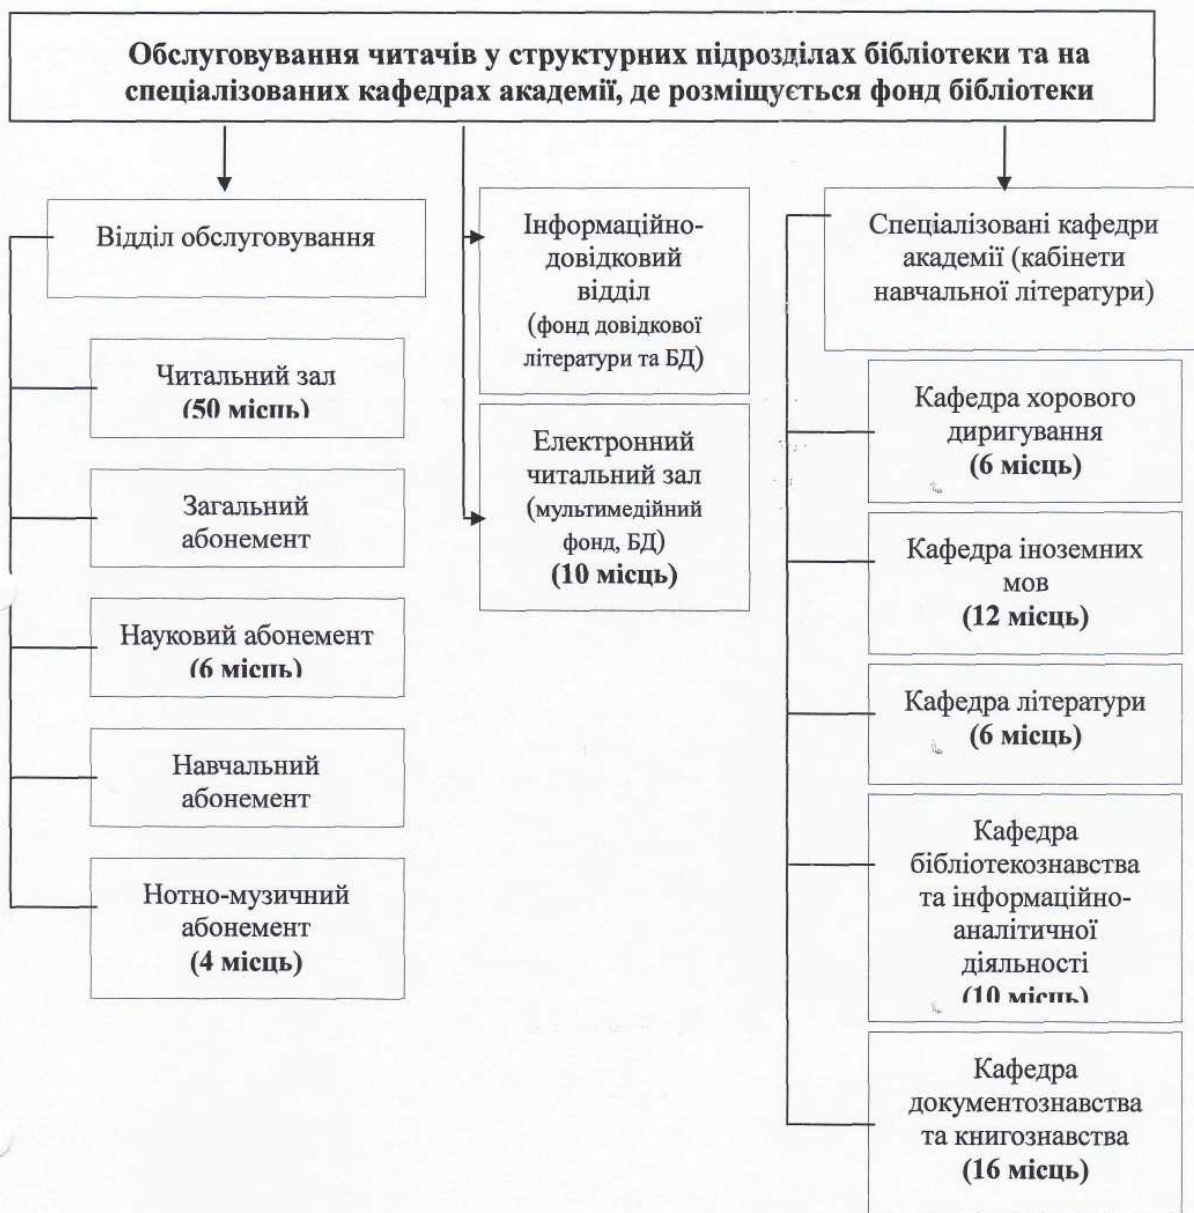 Обслуговування читачів у структурних підрозділах бібліотеки та на
спеціалізованих кафедрах академії, де розміщується фонд бібліотеки
Відділ обслуговування
Читальний зал
(50 місць)
Загальний
абонемент
Науковий абонемент
(6 місць)
Навчальний
абонемент
Нотно-музичний
абонемент
(4 місць)
Інформаційно-
довідковий
відділ
(фонд довідкової
літератури та БД)
Електронний
читальний зал
(мультимедійний
фонд, БД)
(10 місць)
Спеціалізовані кафедри
академії (кабінети
навчальної літератури)
Кафедра хорового
диригування
(6 місць)
Кафедра іноземних
мов
(12 місць)
Кафедра літератури
(6 місць)
Кафедра
бібліотекознавства
та інформаційно-
аналітичної
діяльності
(10 місць)
Кафедра
документознавства
та книгознавства
(16 місць)